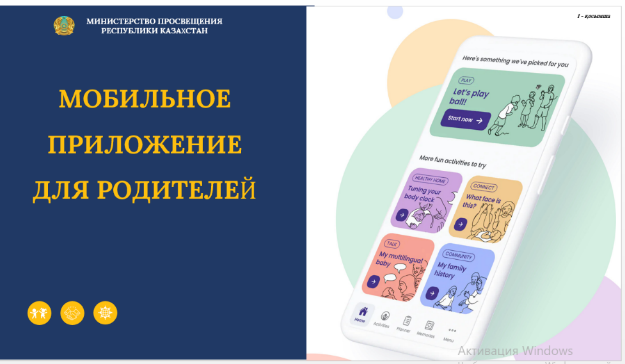 МИНИСТЕРСТВО ПРОСВЕЩЕНИЯ
РЕСПУБЛИКИ КАЗАХСТАН
МОБИЛЬНОЕ
ПРИЛОЖЕНИЕ
ДЛЯ РОДИТЕЛЕЙ
1 – қосымша
Here's something we've picked for you
PLAY
Let's play
ball!
Start now
More fun activities to try
HEALTHY HOME
Tuning your
body clock
CONNECT
What face is
this?
TALK
My multilingual
baby
COMMUNITY
My family
history
Home
Activities
Planner
Memories
Menu
Активация Windows